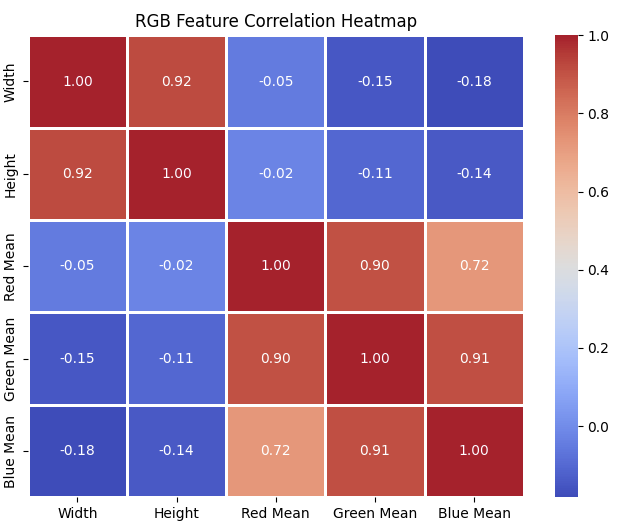 RGB Feature Correlation Heatmap
Width 1.00 0.92 -0.05 -0.15 -0.18
Height 0.92 1.00 -0.02 -0.11 -0.14
Red Mean -0.05 -0.02 1.00 0.90 0.72
Green Mean -0.15 -0.11 0.90 1.00 0.91
Blue Mean -0.18 -0.14 0.72 0.91 1.00
Width Height Red Mean Green Mean Blue Mean
1.0
0.8
0.6
0.4
0.2
0.0